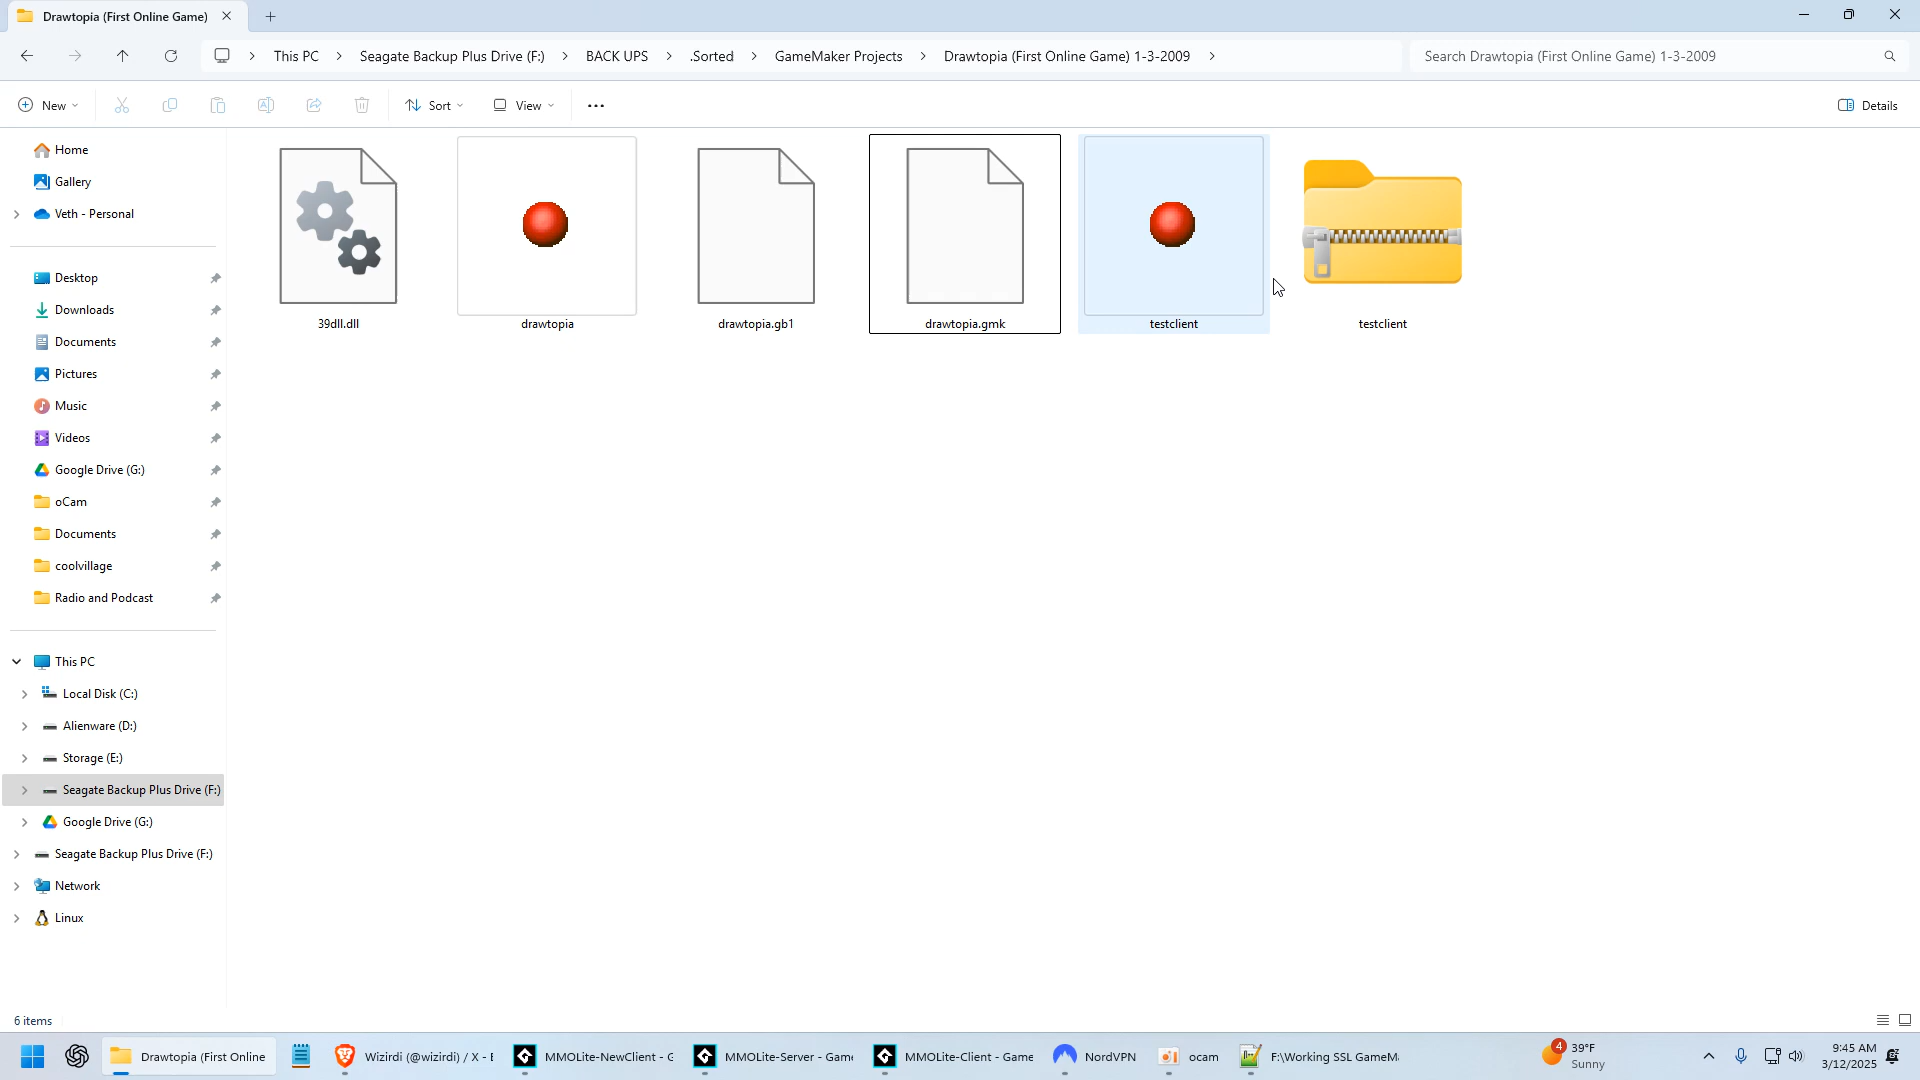 Drawtopia (First Online Game)
This PC > Seagate Backup Plus Drive (F:) > BACK UPS > .Sorted > GameMaker Projects > Drawtopia (First Online Game) 1-3-2009 >
Search Drawtopia (First Online Game) 1-3-2009
New
Sort
View
Details
Home
Gallery
Veth - Personal
Desktop
Downloads
Documents
Pictures
Music
Videos
Google Drive (G:)
oCam
Documents
coolvillage
Radio and Podcast
This PC
Local Disk (C:)
Alienware (D:)
Storage (E:)
Seagate Backup Plus Drive (F:)
Google Drive (G:)
Seagate Backup Plus Drive (F:)
Network
Linux
39dll.dll
drawtopia
drawtopia.gb1
drawtopia.gmk
testclient
testclient
6 items
Drawtopia (First Online
Wizirdi (@wizirdi) / X - E
MMOLite-NewClient - G
MMOLite-Server - Game
MMOLite-Client - Game
NordVPN
ocam
F:\Working SSL GameM
4
39°F
Sunny
9:45 AM
3/12/2025